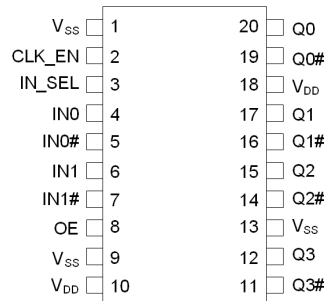 VSS 1 20 Q0
CLK_EN 2 19 Q0#
IN_SEL 3 18 VDD
IN0 4 17 Q1
IN0# 5 16 Q1#
IN1 6 15 Q2
IN1# 7 14 Q2#
OE 8 13 VSS
VSS 9 12 Q3
VDD 10 11 Q3#